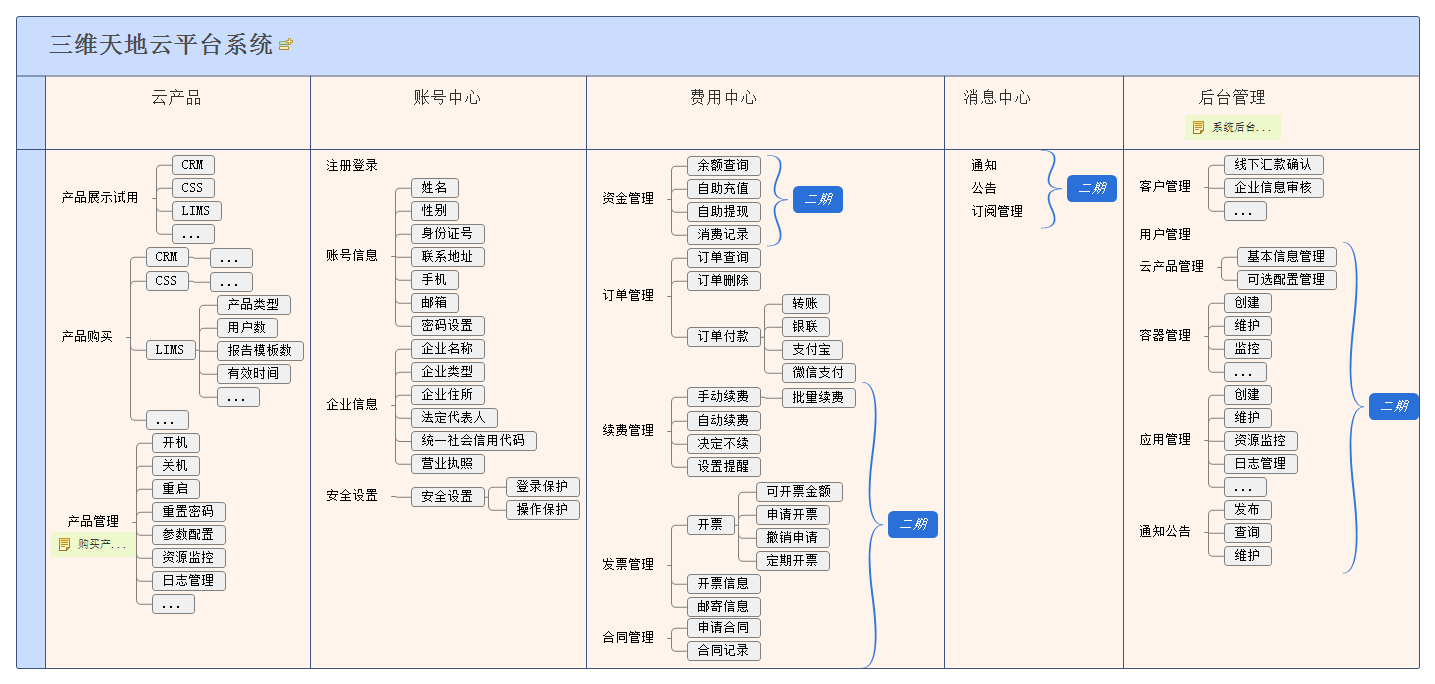 三维天地云平台系统
云产品
账号中心
费用中心
消息中心
后台管理
系统后台...
产品展示试用
CRM
CSS
LIMS
...
产品购买
CRM
...
CSS
...
LIMS
产品类型
用户数
报告模板数
有效时间
...
...
产品管理
购买产...
开机
关机
重启
重置密码
参数配置
资源监控
日志管理
...
注册登录
账号信息
姓名
性别
身份证号
联系地址
手机
邮箱
密码设置
企业信息
企业名称
企业类型
企业住所
法定代表人
统一社会信用代码
营业执照
安全设置
安全设置
登录保护
操作保护
资金管理
余额查询
自助充值
自助提现
消费记录
二期
订单管理
订单查询
订单删除
订单付款
转账
银联
支付宝
微信支付
续费管理
手动续费
批量续费
自动续费
决定不续
设置提醒
发票管理
开票
可开票金额
申请开票
撤销申请
定期开票
开票信息
邮寄信息
合同管理
申请合同
合同记录
二期
通知
公告
订阅管理
二期
客户管理
线下汇款确认
企业信息审核
...
用户管理
云产品管理
基本信息管理
可选配置管理
容器管理
创建
维护
监控
...
应用管理
创建
维护
资源监控
日志管理
...
通知公告
发布
查询
维护
二期